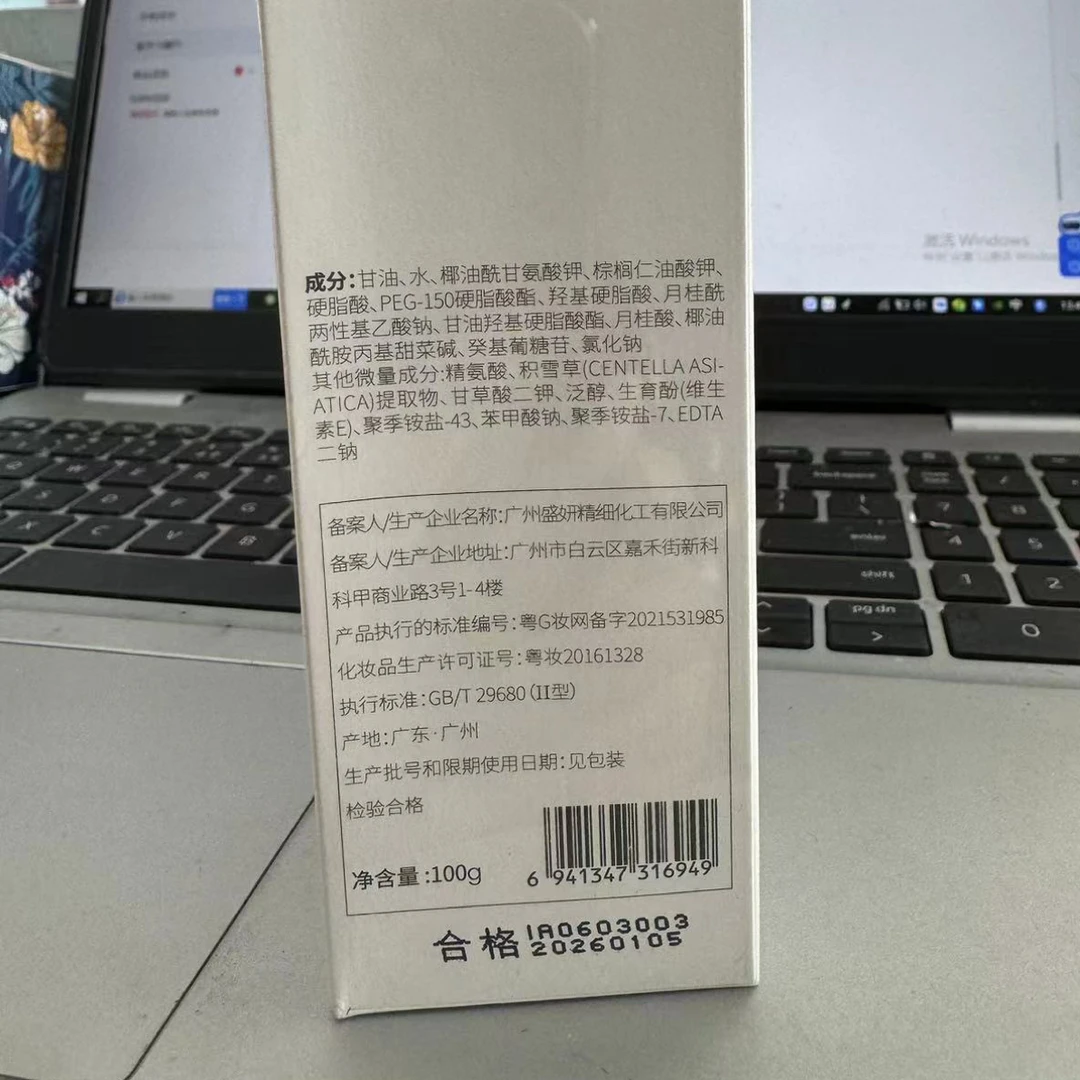 成分:甘油、水、椰油酰甘氨酸钾、棕榈仁油酸钾、
硬脂酸、PEG-150硬脂酸酯、羟基硬脂酸、月桂酰
两性基乙酸钠、甘油羟基硬脂酸酯、月桂酸、椰油
酰胺丙基甜菜碱、癸基葡糖苷、氯化钠
其他微量成分:精氨酸、积雪草(CENTELLA ASI-
ATICA)提取物、甘草酸二钾、泛醇、生育酚(维生
素E)、聚季铵盐-43、苯甲酸钠、聚季铵盐-7、EDTA
二钠
备案人/生产企业名称:广州盛妍精细化工有限公司
备案人/生产企业地址:广州市白云区嘉禾街新科
科甲商业路3号1-4楼
产品执行的标准编号:粤G妆网备字2021531985
化妆品生产许可证号:粤妆20161328
执行标准:GB/T 29680(II型)
产地:广东·广州
生产批号和限期使用日期:见包装
检验合格
净含量:100g
6 941347 316949
合格 IA0603003
20260105
激活 Windows
enter
pg dn